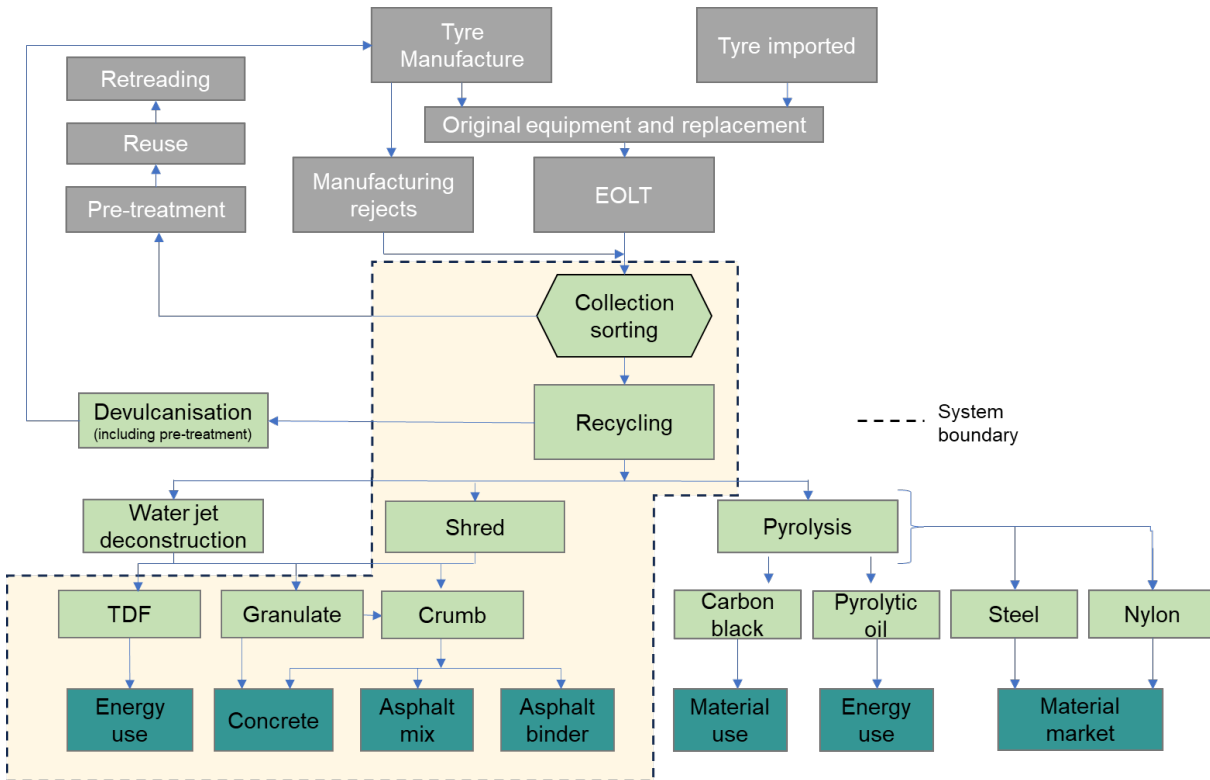 Tyre
Manufacture
Tyre imported
Retreading
Original equipment and replacement
Reuse
Pre-treatment
Manufacturing
rejects
EOLT
Collection
sorting
Devulcanisation
(including pre-treatment)
Recycling
System
boundary
Water jet
deconstruction
Shred
Pyrolysis
TDF
Granulate
Crumb
Carbon
black
Pyrolytic
oil
Steel
Nylon
Energy
use
Concrete
Asphalt
mix
Asphalt
binder
Material
use
Energy
use
Material
market